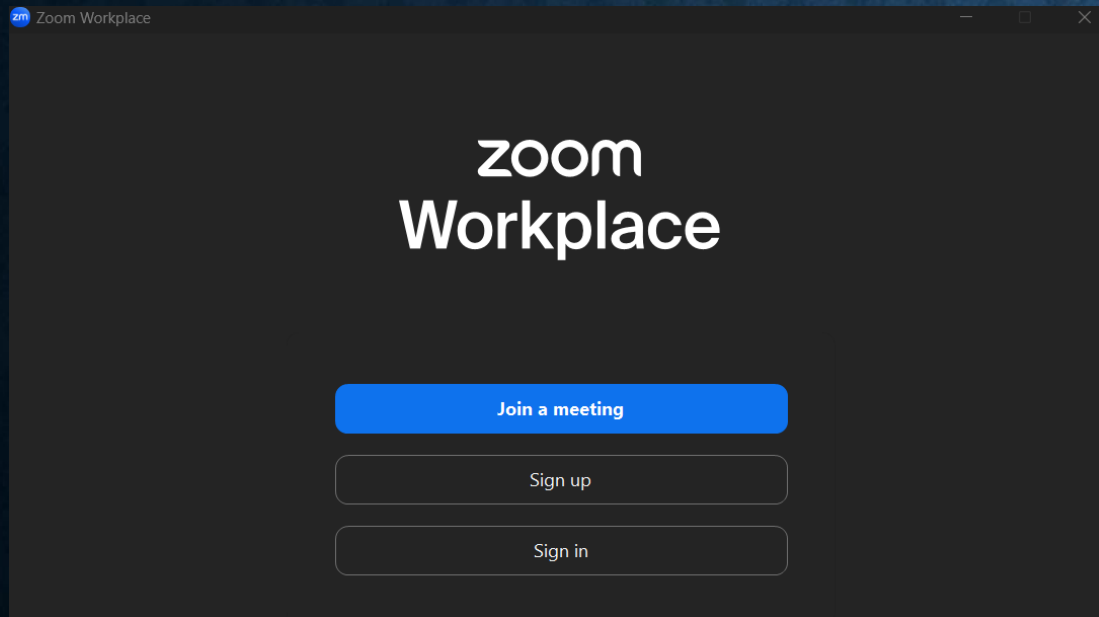 zm Zoom Workplace
zoom
Workplace
Join a meeting
Sign up
Sign in